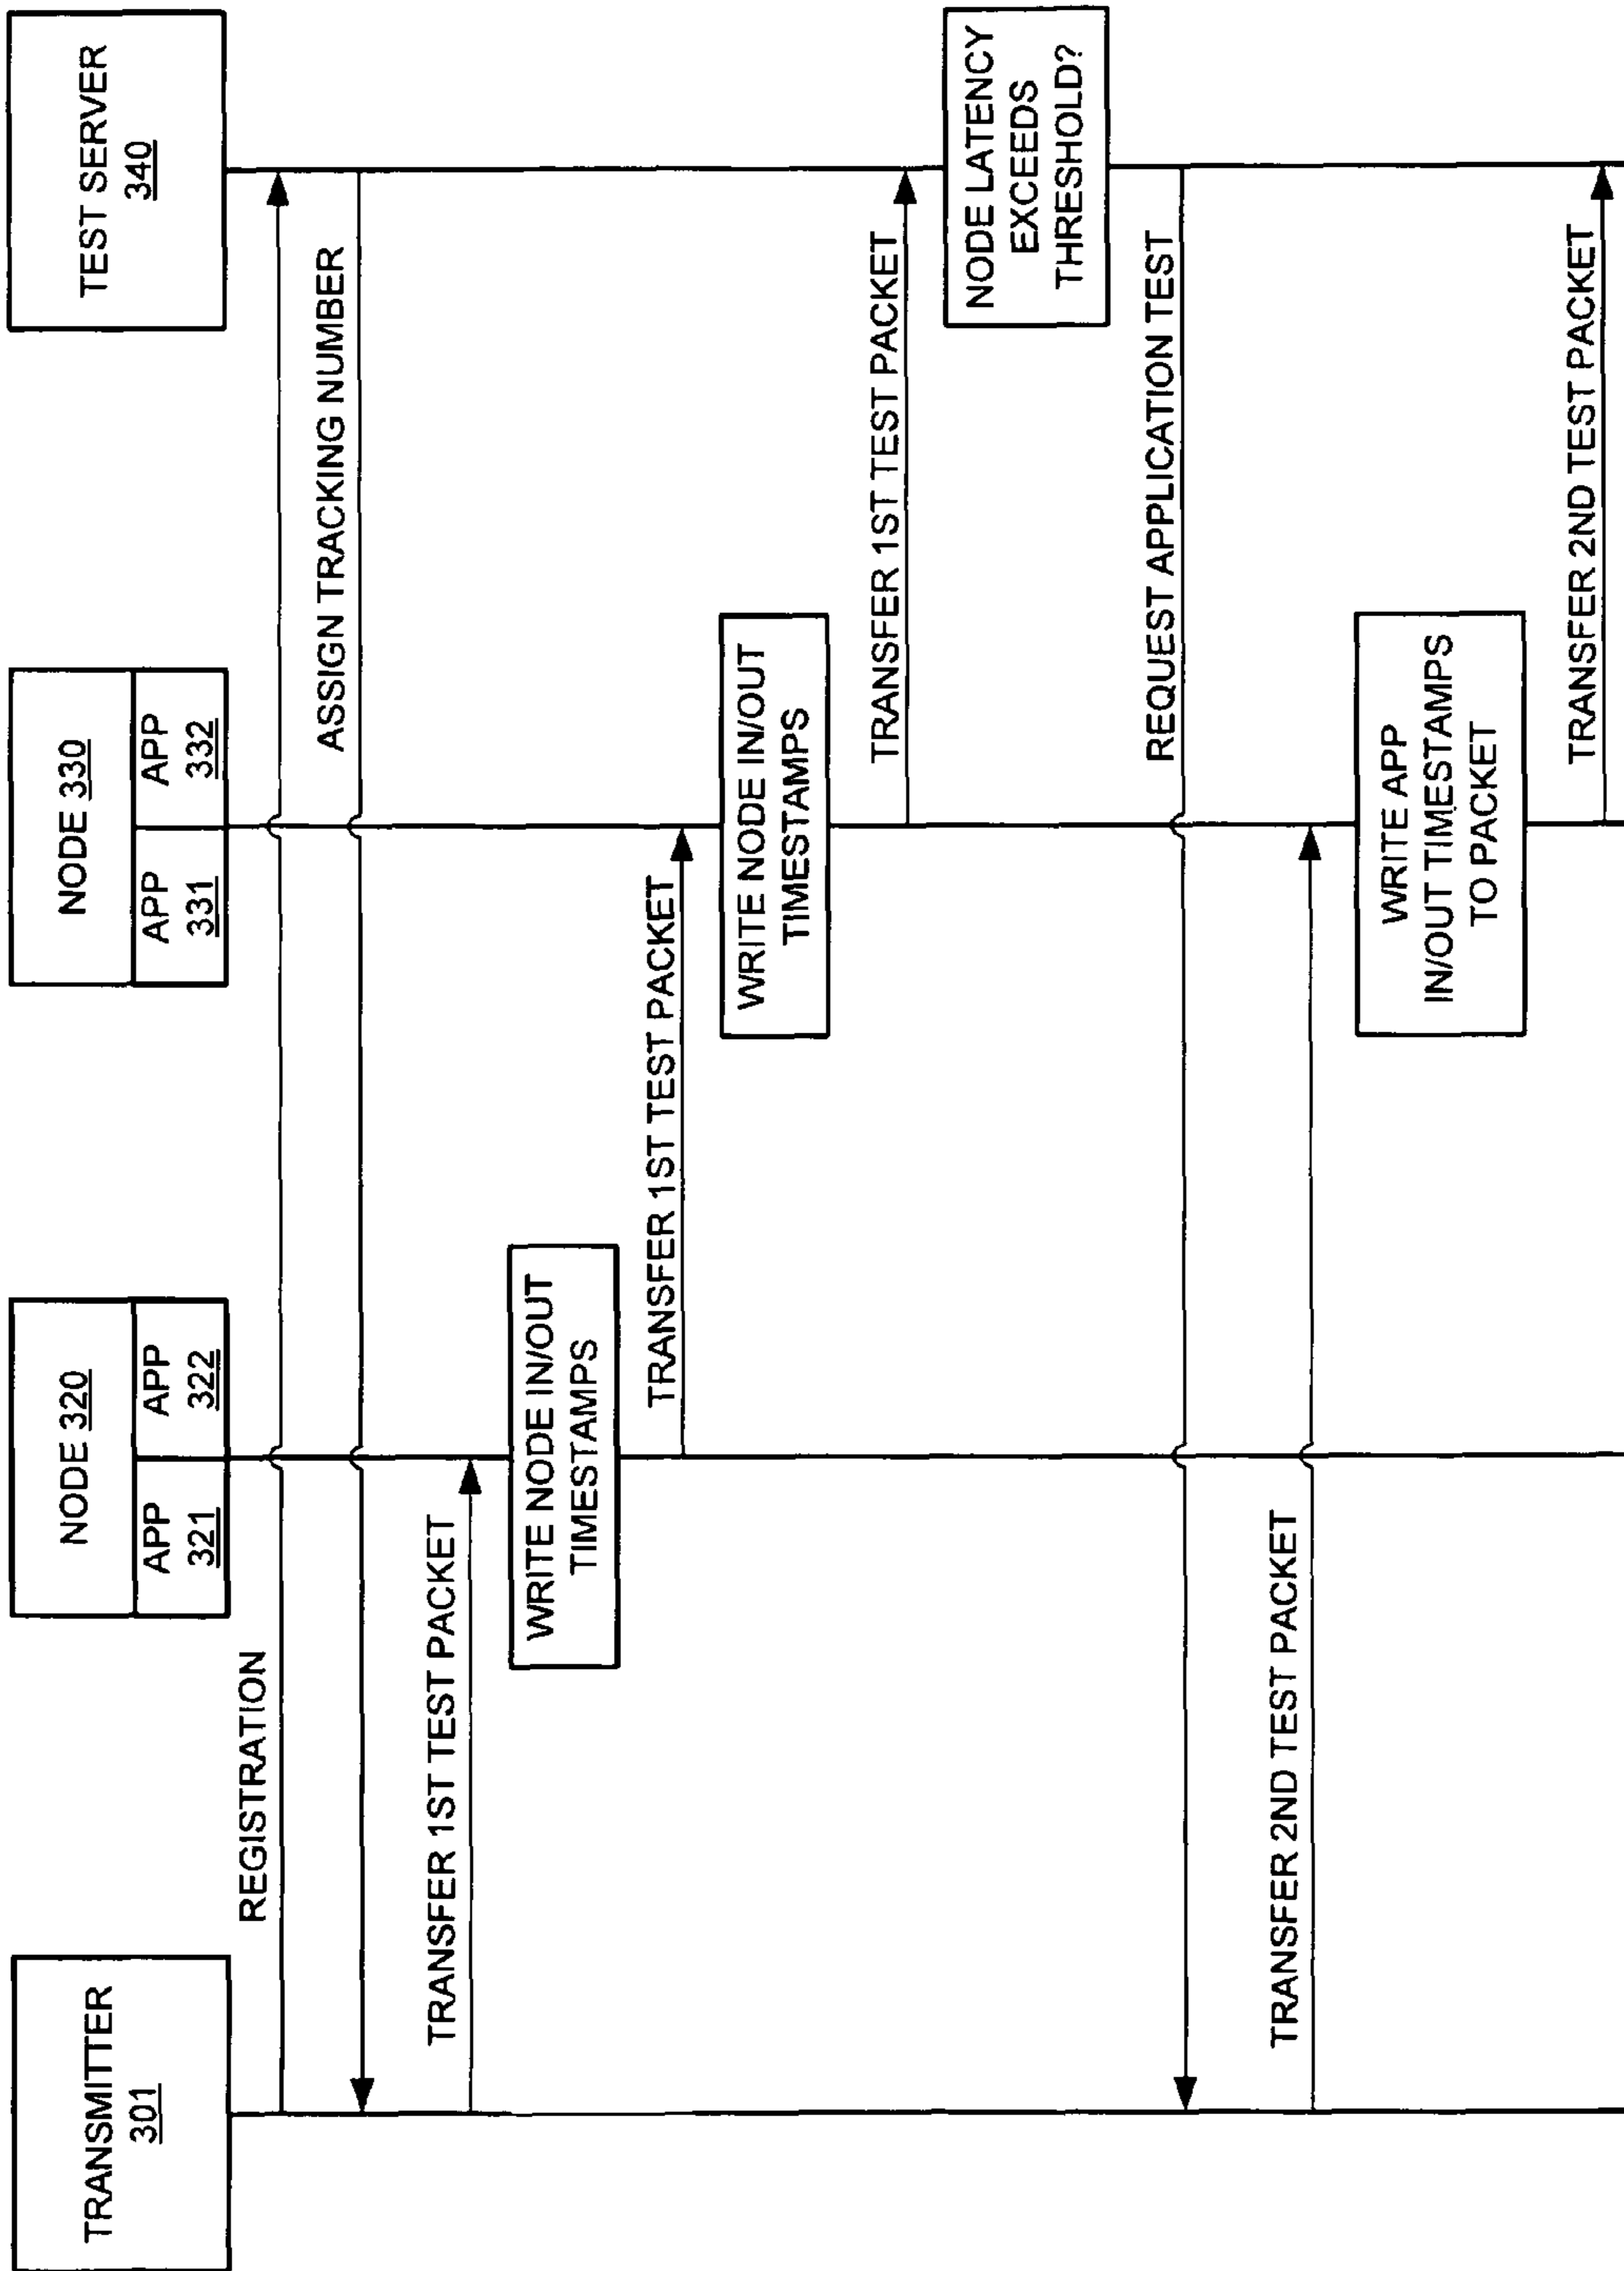 TRANSMITTER
301
NODE 320
APP
321
APP
322
NODE 330
APP
331
APP
332
TEST SERVER
340
REGISTRATION
ASSIGN TRACKING NUMBER
TRANSFER 1ST TEST PACKET
WRITE NODE IN/OUT
TIMESTAMPS
TRANSFER 1ST TEST PACKET
WRITE NODE IN/OUT
TIMESTAMPS
TRANSFER 1ST TEST PACKET
NODE LATENCY
EXCEEDS
THRESHOLD?
REQUEST APPLICATION TEST
TRANSFER 2ND TEST PACKET
WRITE APP
IN/OUT TIMESTAMPS
TO PACKET
TRANSFER 2ND TEST PACKET